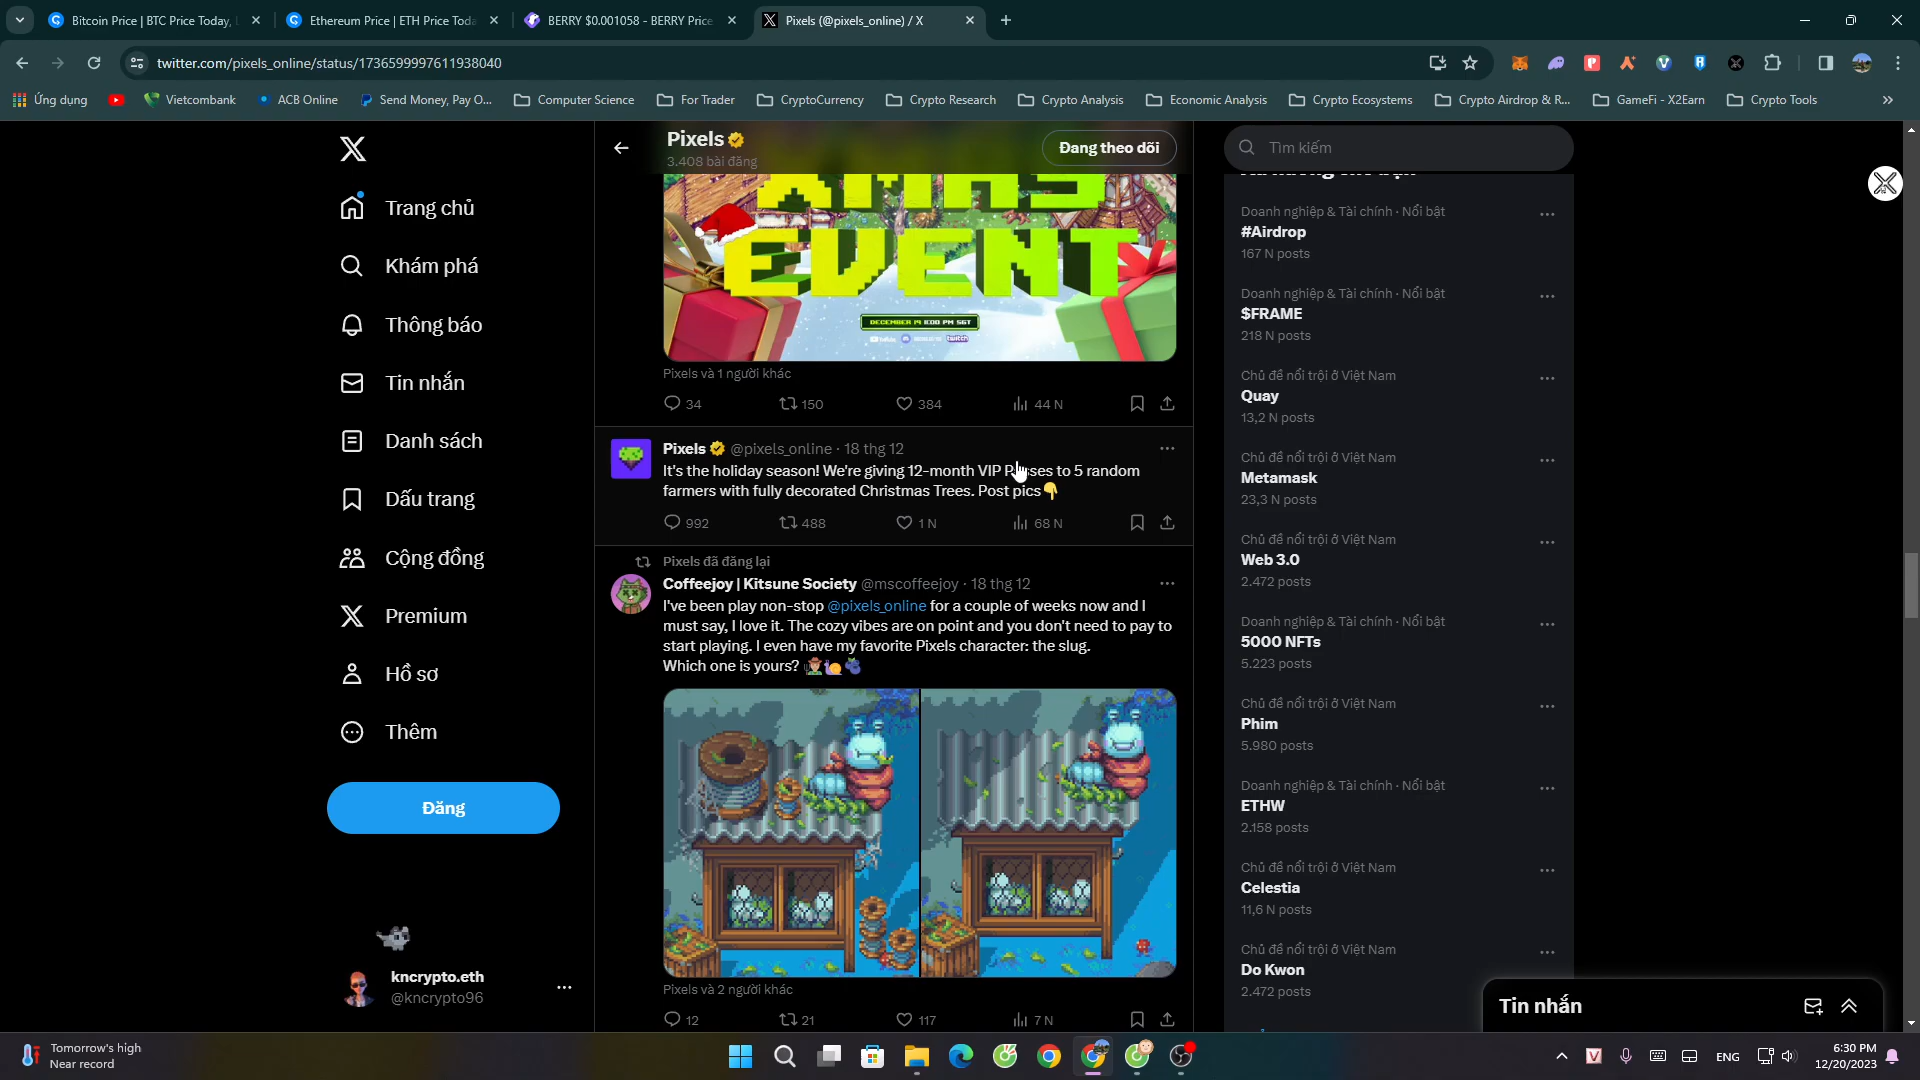 Bitcoin Price | BTC Price Today,
Ethereum Price | ETH Price Toda
BERRY $0.001058 - BERRY Price
Pixels (@pixels_online) / X
twitter.com/pixels_online/status/1736599997611938040
Ứng dụng
Vietcombank
ACB Online
Send Money, Pay O...
Computer Science
For Trader
CryptoCurrency
Crypto Research
Crypto Analysis
Economic Analysis
Crypto Ecosystems
Crypto Airdrop & R...
GameFi - X2Earn
Crypto Tools
Trang chủ
Khám phá
Thông báo
Tin nhắn
Danh sách
Dấu trang
Cộng đồng
Premium
Hồ sơ
Thêm
Đăng
kncrypto.eth
@kncrypto96
Pixels
3.408 bài đăng
Đang theo dõi
XMAS
EVENT
DECEMBER 19
PM SGT
twitch
Pixels và 1 người khác
34
150
384
44 N
Pixels @pixels_online · 18 thg 12
It's the holiday season! We're giving 12-month VIP Passes to 5 random
farmers with fully decorated Christmas Trees. Post pics👇
992
488
1 N
68 N
Pixels đã đăng lại
Coffeejoy | Kitsune Society @mscoffeejoy · 18 thg 12
I've been play non-stop @pixels_online for a couple of weeks now and I
must say, I love it. The cozy vibes are on point and you don't need to pay to
start playing. I even have my favorite Pixels character: the slug.
Which one is yours?
Pixels và 2 người khác
12
21
117
7 N
Tìm kiếm
Doanh nghiệp & Tài chính · Nổi bật
#Airdrop
167 N posts
Doanh nghiệp & Tài chính · Nổi bật
$FRAME
218 N posts
Chủ đề nổi trội ở Việt Nam
Quay
13,2 N posts
Chủ đề nổi trội ở Việt Nam
Metamask
23,3 N posts
Chủ đề nổi trội ở Việt Nam
Web 3.0
2.472 posts
Doanh nghiệp & Tài chính · Nổi bật
5000 NFTs
5.223 posts
Chủ đề nổi trội ở Việt Nam
Phim
5.980 posts
Doanh nghiệp & Tài chính · Nổi bật
ETHW
2.158 posts
Chủ đề nổi trội ở Việt Nam
Celestia
11,6 N posts
Chủ đề nổi trội ở Việt Nam
Do Kwon
2.472 posts
Tin nhắn
Tomorrow's high
Near record
ENG
6:30 PM
12/20/2023